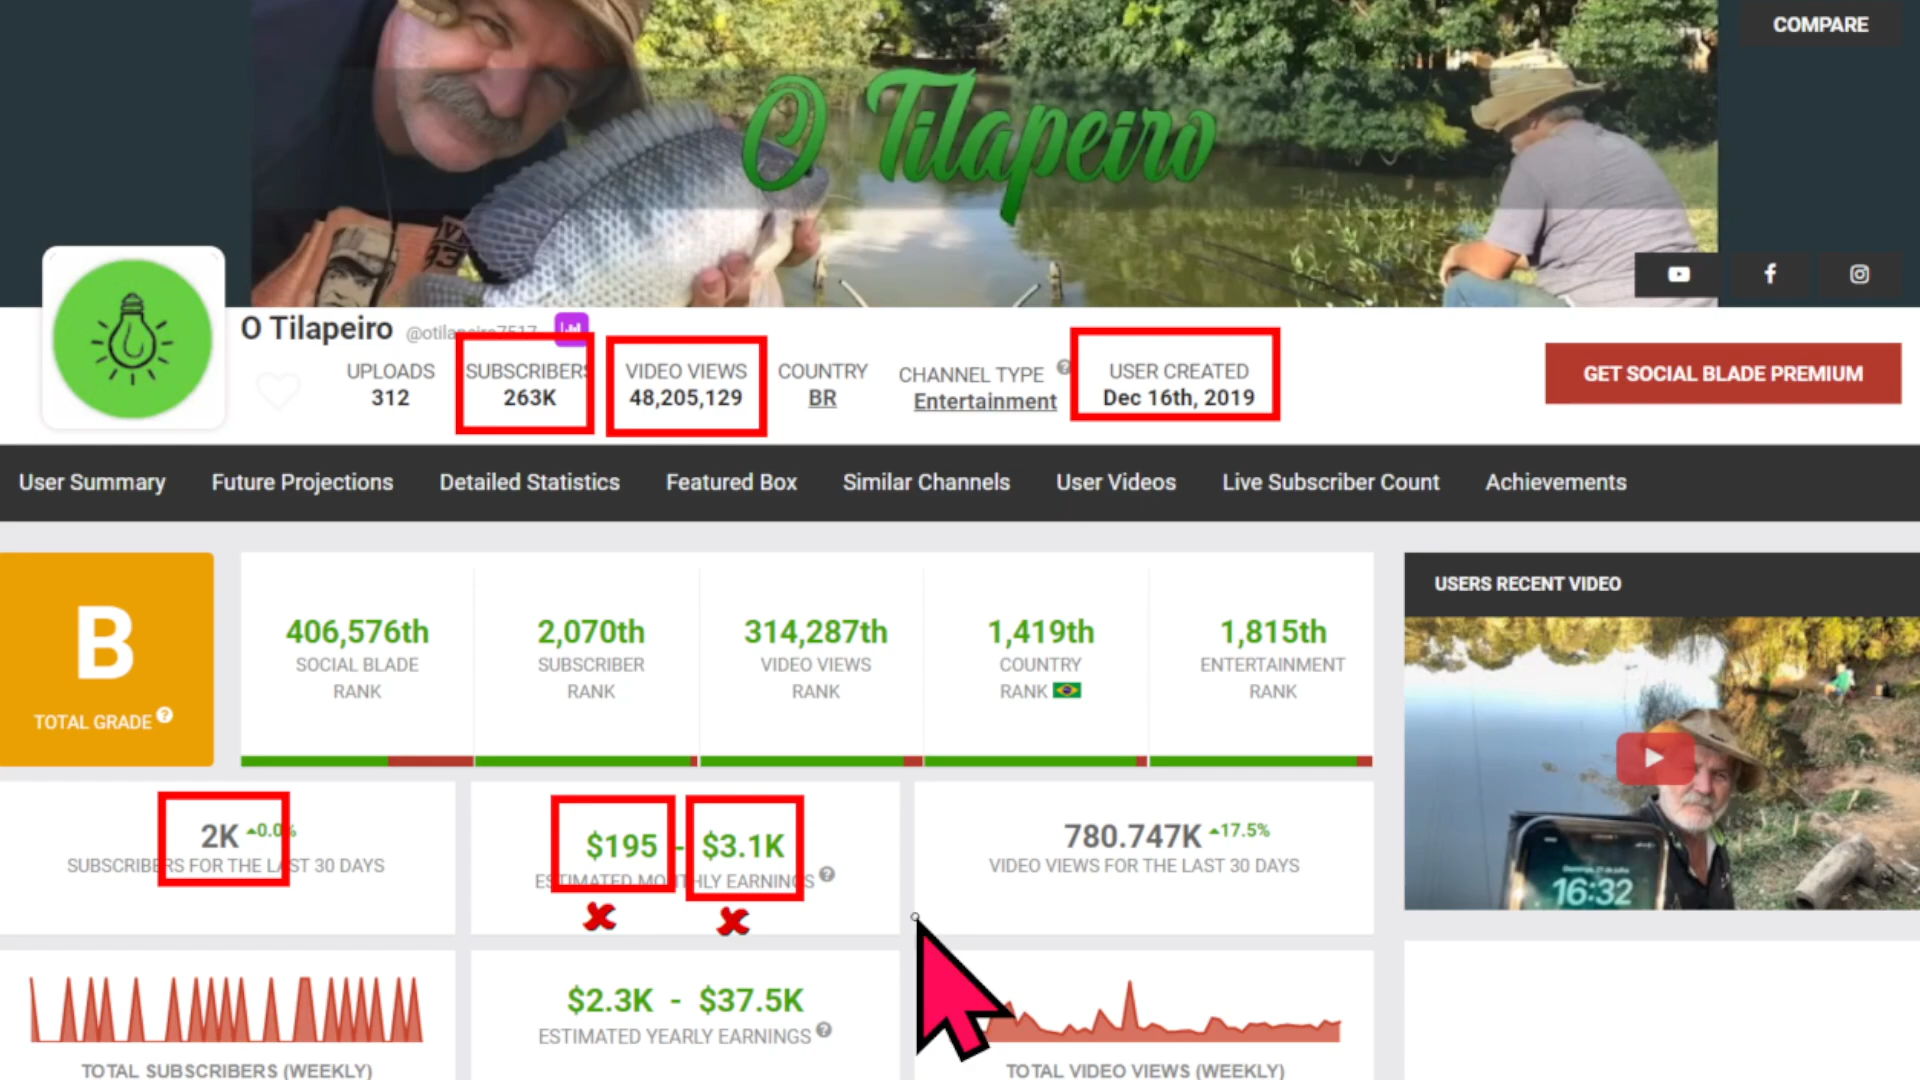 COMPARE
O Tilapeiro
O Tilapeiro
UPLOADS
312
SUBSCRIBERS
263K
VIDEO VIEWS
48,205,129
COUNTRY
BR
CHANNEL TYPE
Entertainment
USER CREATED
Dec 16th, 2019
GET SOCIAL BLADE PREMIUM
User Summary Future Projections Detailed Statistics Featured Box Similar Channels User Videos Live Subscriber Count Achievements
B
TOTAL GRADE
406,576th
SOCIAL BLADE
RANK
2,070th
SUBSCRIBER
RANK
314,287th
VIDEO VIEWS
RANK
1,419th
COUNTRY
RANK
1,815th
ENTERTAINMENT
RANK
USERS RECENT VIDEO
16:32
2K
SUBSCRIBERS FOR THE LAST 30 DAYS
$195 - $3.1K
ESTIMATED MONTHLY EARNINGS
780.747K 17.5%
VIDEO VIEWS FOR THE LAST 30 DAYS
TOTAL SUBSCRIBERS (WEEKLY)
$2.3K - $37.5K
ESTIMATED YEARLY EARNINGS
TOTAL VIDEO VIEWS (WEEKLY)